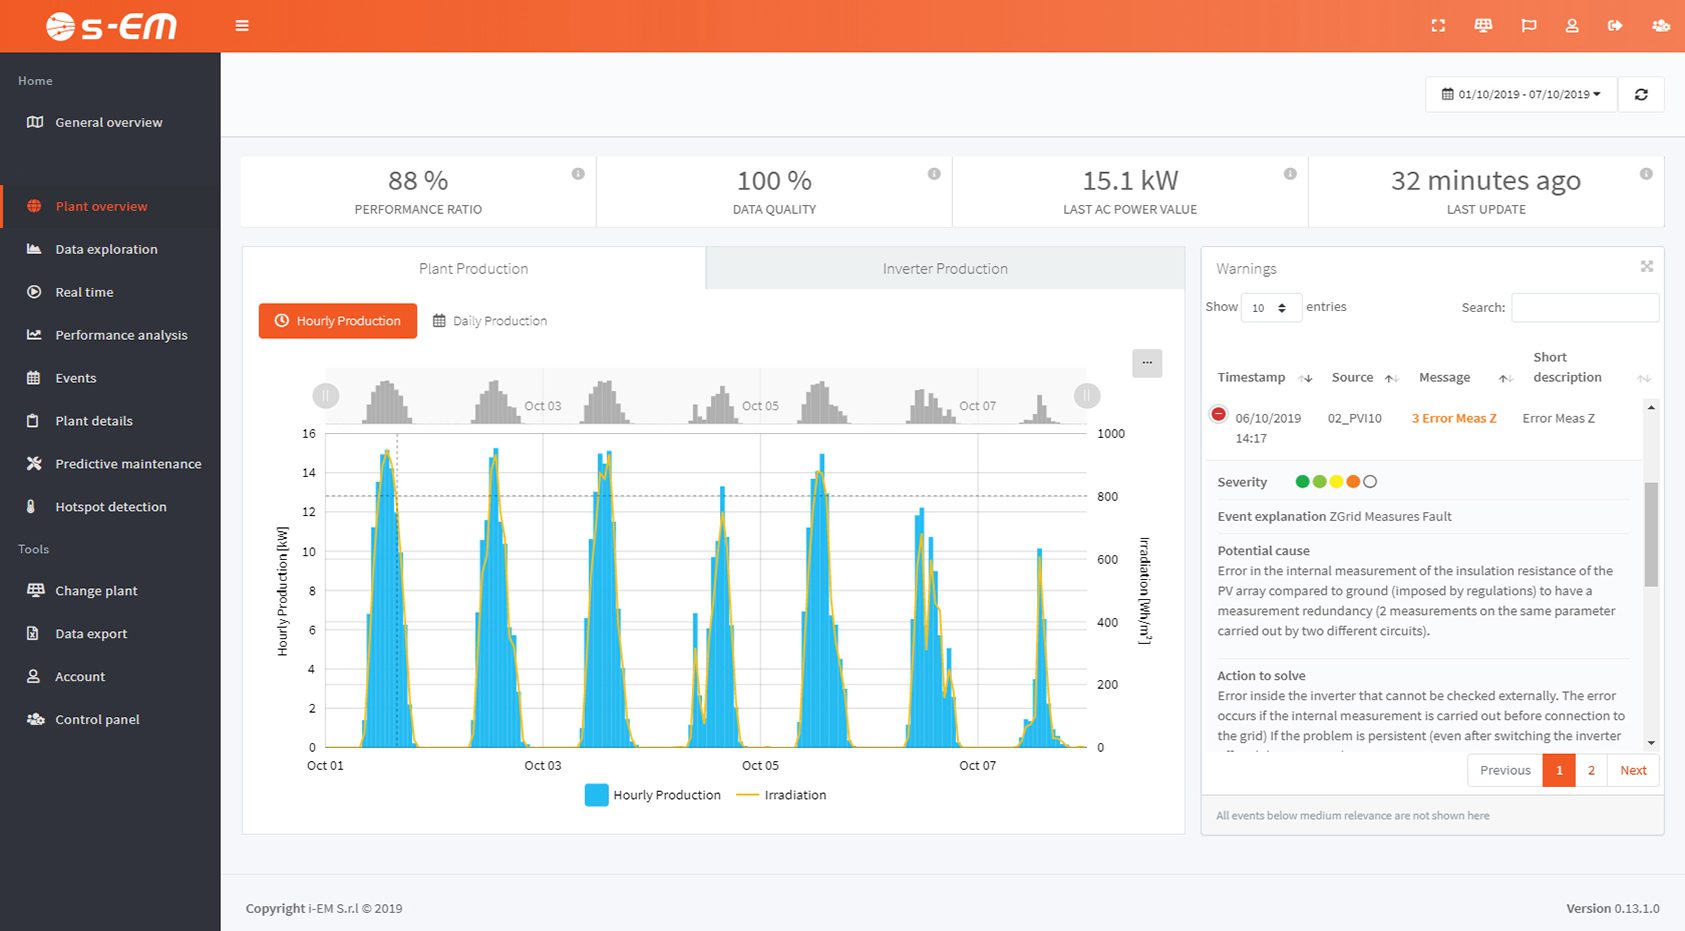 s-EM
Home
General overview
Plant overview
Data exploration
Real time
Performance analysis
Events
Plant details
Predictive maintenance
Hotspot detection
Tools
Change plant
Data export
Account
Control panel
01/10/2019 - 07/10/2019
88 %
PERFORMANCE RATIO
100 %
DATA QUALITY
15.1 kW
LAST AC POWER VALUE
32 minutes ago
LAST UPDATE
Plant Production
Inverter Production
Hourly Production
Daily Production
...
Oct 03
Oct 05
Oct 07
16
14
12
10
8
6
4
2
0
Hourly Production [kW]
1000
800
600
400
200
0
Irradiation [Wh/m²]
Oct 01
Oct 03
Oct 05
Oct 07
Hourly Production
Irradiation
Warnings
Show 10 entries
Search:
Timestamp Source Message Short description
06/10/2019 14:17 02_PVI10 3 Error Meas Z Error Meas Z
Severity
Event explanation ZGrid Measures Fault
Potential cause
Error in the internal measurement of the insulation resistance of the
PV array compared to ground (imposed by regulations) to have a
measurement redundancy (2 measurements on the same parameter
carried out by two different circuits).
Action to solve
Error inside the inverter that cannot be checked externally. The error
occurs if the internal measurement is carried out before connection to
the grid) If the problem is persistent (even after switching the inverter
Previous 1 2 Next
All events below medium relevance are not shown here
Copyright i-EM S.r.l © 2019
Version 0.13.1.0